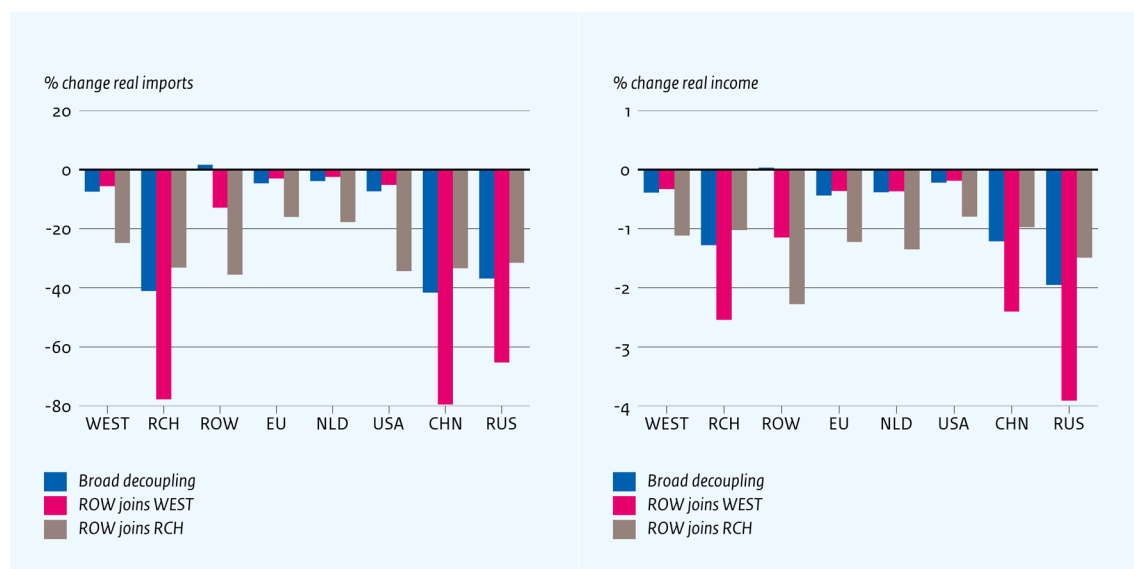 % change real imports
20
0
-20
-40
-60
-80
WEST RCH ROW EU NLD USA CHN RUS
Broad decoupling
ROW joins WEST
ROW joins RCH
% change real income
1
0
-1
-2
-3
-4
WEST RCH ROW EU NLD USA CHN RUS
Broad decoupling
ROW joins WEST
ROW joins RCH